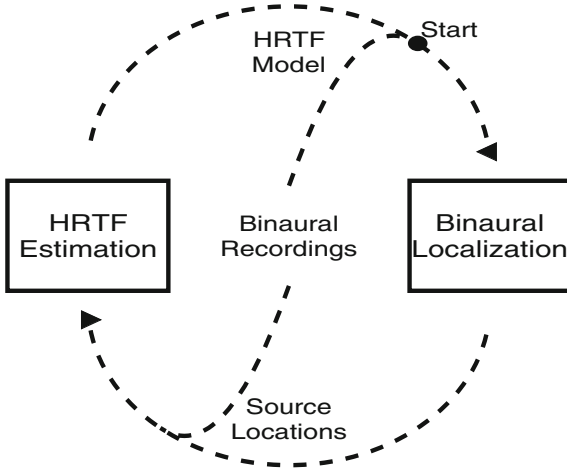 Start
HRTF
Model
HRTF
Estimation
Binaural
Recordings
Binaural
Localization
Source
Locations